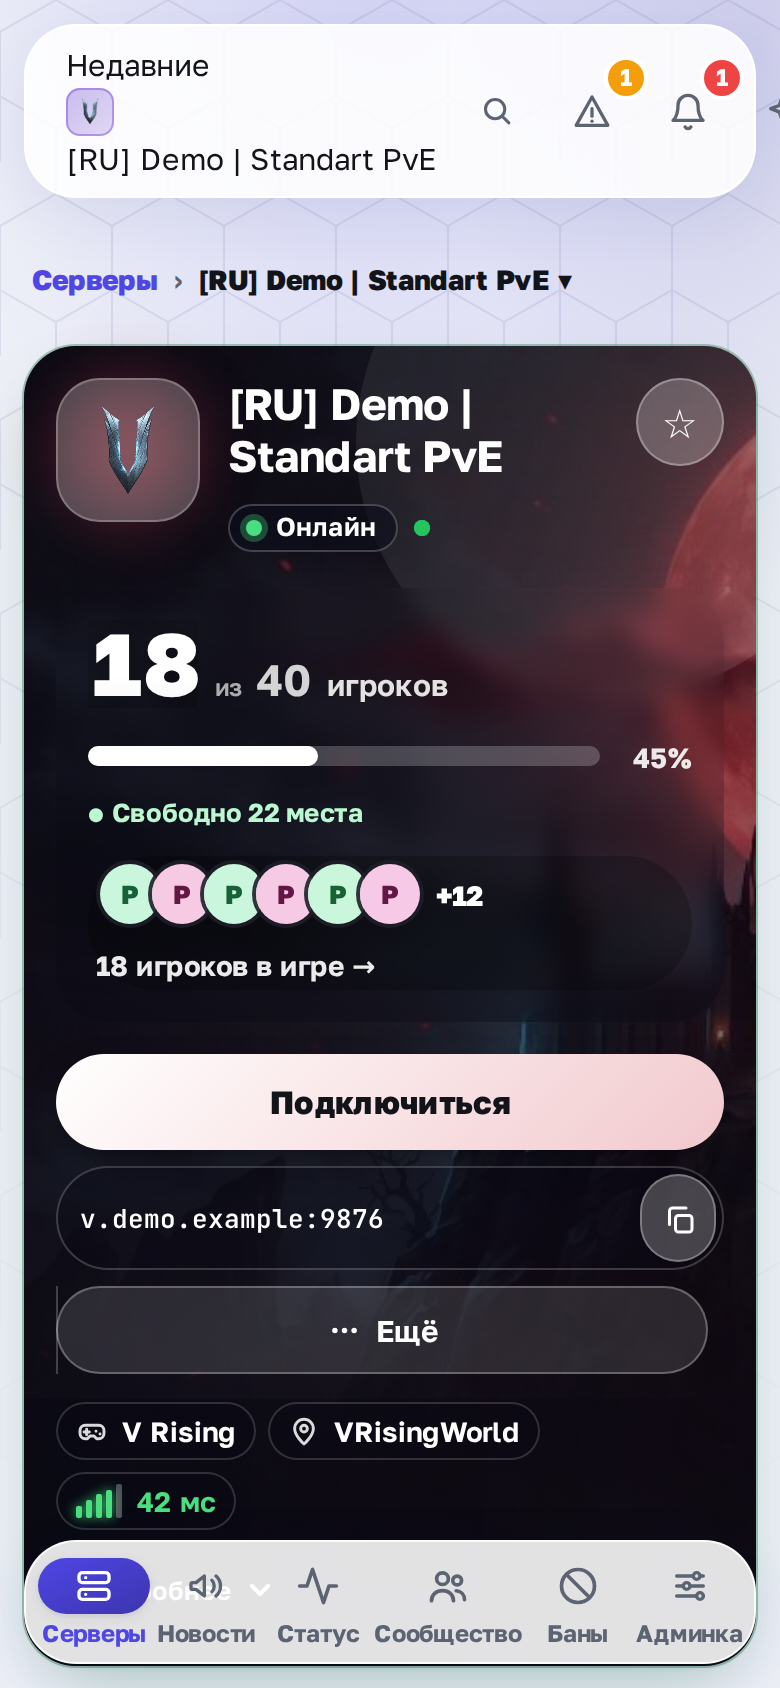 Недавние
[RU] Demo | Standart PvE
1
1
Серверы › [RU] Demo | Standart PvE ▾
[RU] Demo |
Standart PvE
Онлайн
18 из 40 игроков
45%
Свободно 22 места
P P P P P P +12
18 игроков в игре →
Подключиться
v.demo.example:9876
··· Ещё
V Rising
VRisingWorld
42 мс
Серверы Новости Статус Сообщество Баны Админка